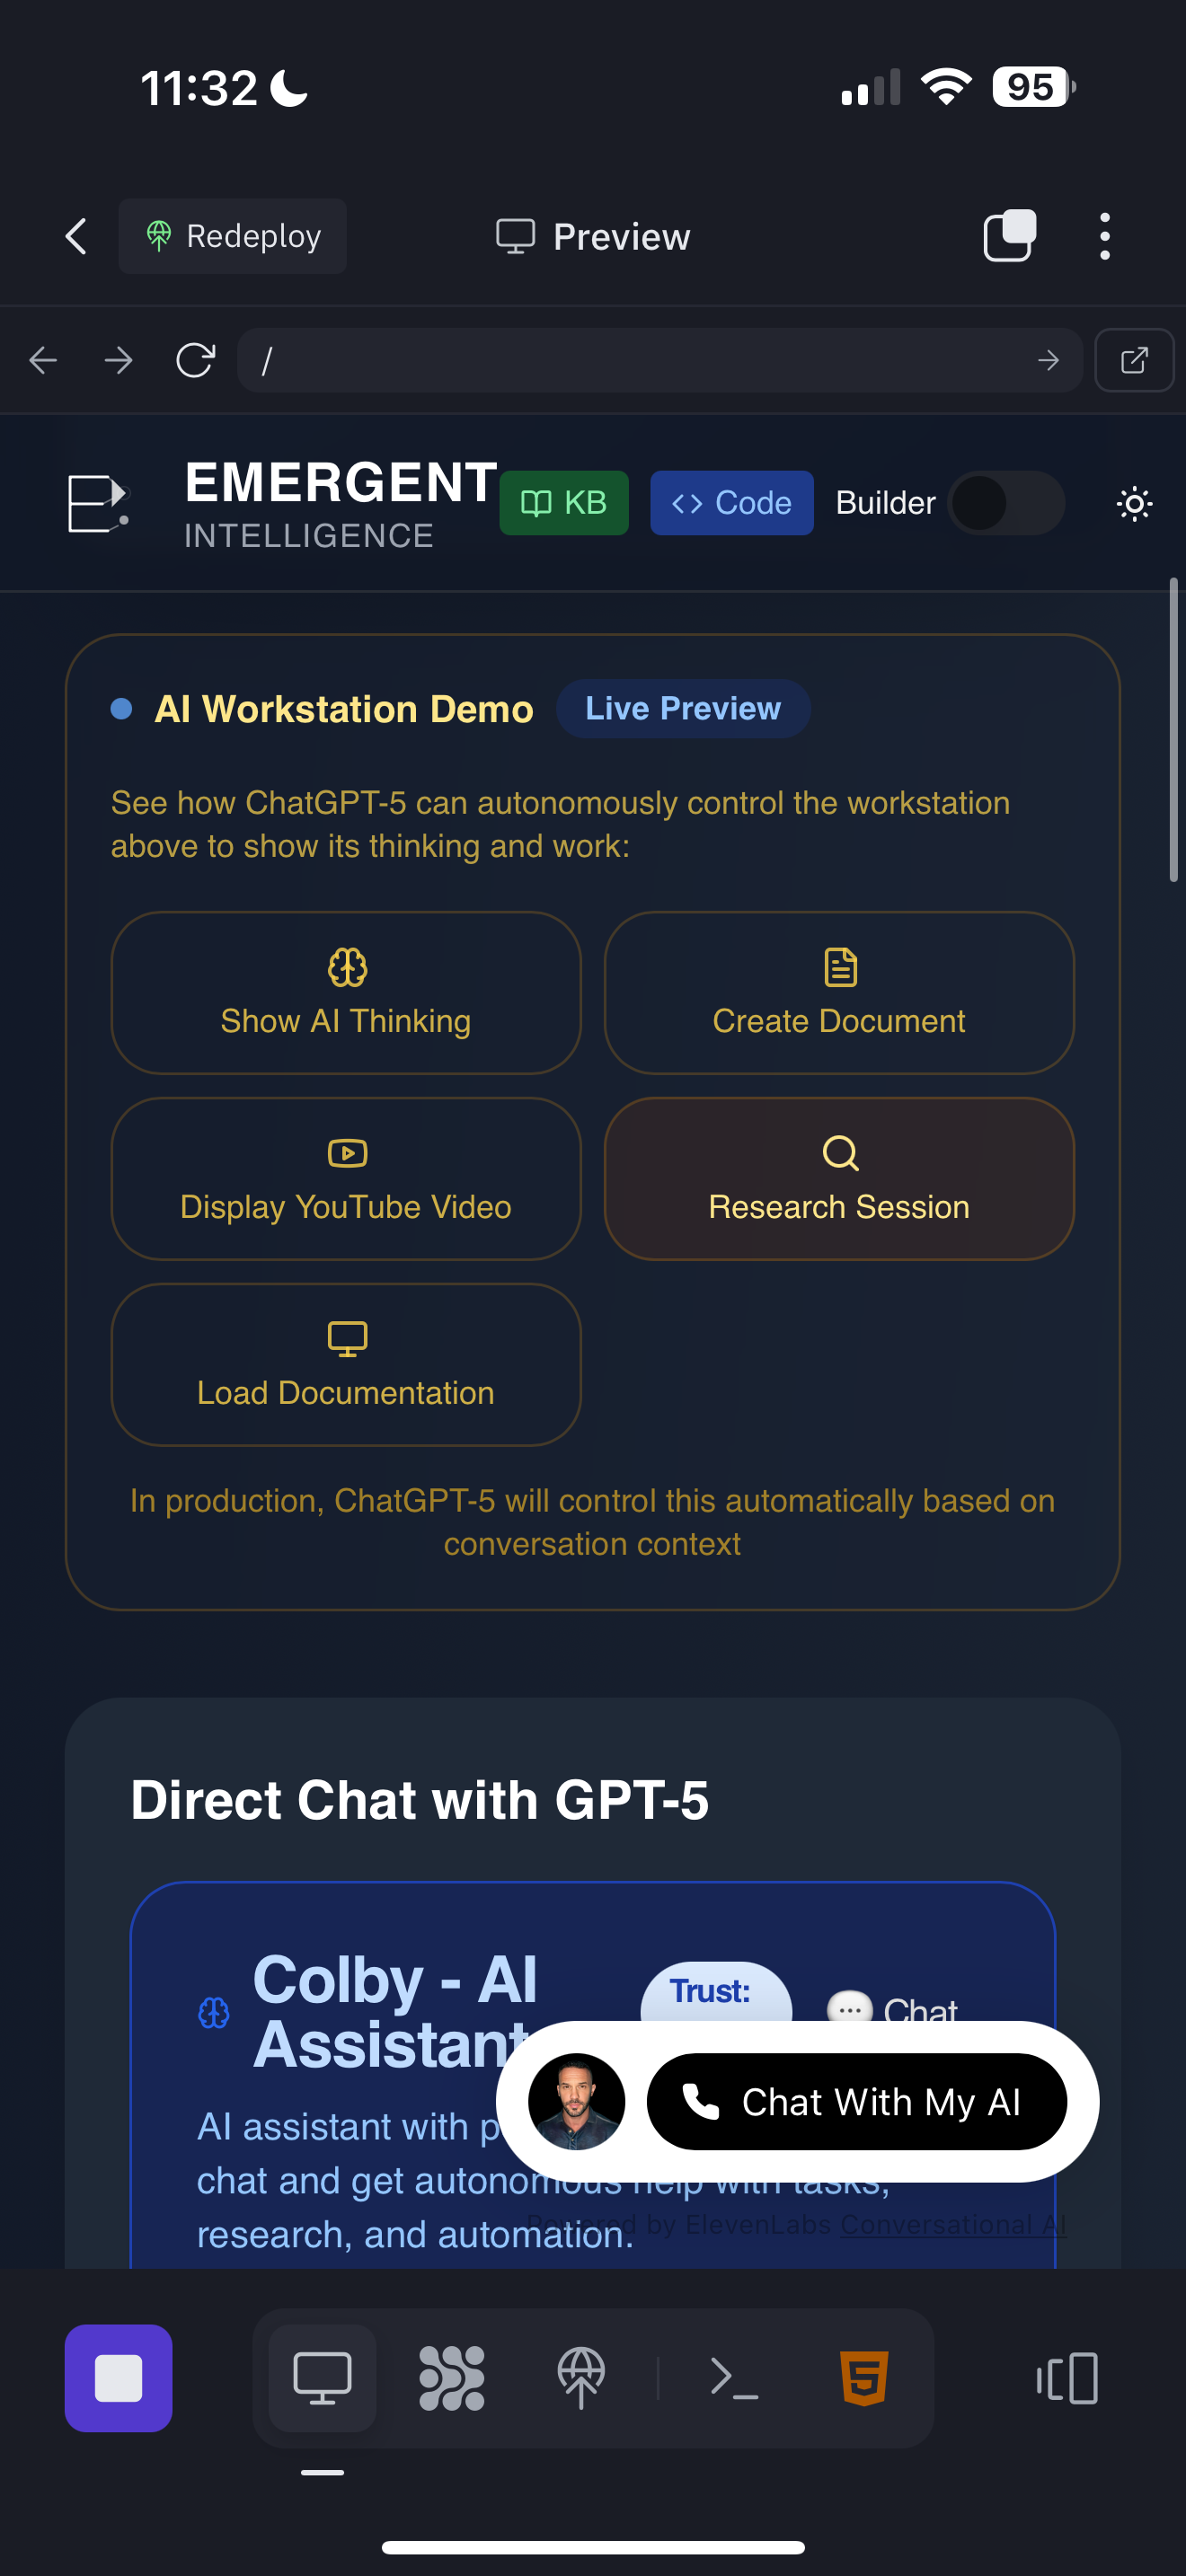 11:32
95
Redeploy
Preview
/
EMERGENT
INTELLIGENCE
KB
Code
Builder
AI Workstation Demo
Live Preview
See how ChatGPT-5 can autonomously control the workstation
above to show its thinking and work:
Show AI Thinking
Create Document
Display YouTube Video
Research Session
Load Documentation
In production, ChatGPT-5 will control this automatically based on
conversation context
Direct Chat with GPT-5
Colby - AI
Assistant
Trust:
Chat
Chat With My AI
AI assistant with p
chat and get autonomous help with tasks,
Powered by ElevenLabs Conversational AI
research, and automation.